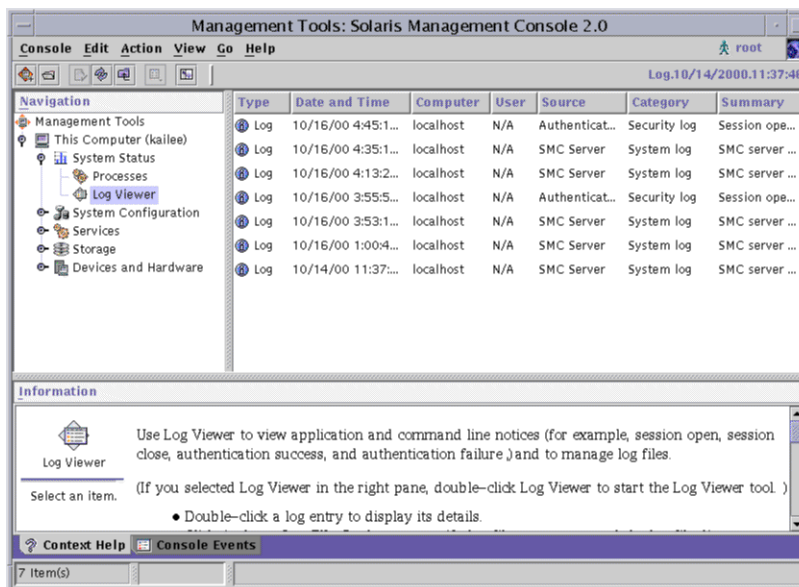 Management Tools: Solaris Management Console 2.0
Console Edit Action View Go Help
root
Log.10/14/2000.11:37:46
Navigation
Management Tools
This Computer (kailee)
System Status
Processes
Log Viewer
System Configuration
Services
Storage
Devices and Hardware
Type Date and Time Computer User Source Category Summary
Log 10/16/00 4:45:1... localhost N/A Authenticat... Security log Session ope...
Log 10/16/00 4:35:1... localhost N/A SMC Server System log SMC server ...
Log 10/16/00 4:13:2... localhost N/A SMC Server System log SMC server ...
Log 10/16/00 3:55:5... localhost N/A Authenticat... Security log Session ope...
Log 10/16/00 3:53:1... localhost N/A SMC Server System log SMC server ...
Log 10/16/00 1:00:4... localhost N/A SMC Server System log SMC server ...
Log 10/14/00 11:37:... localhost N/A SMC Server System log SMC server ...
Information
Log Viewer
Select an item.
Use Log Viewer to view application and command line notices (for example, session open, session
close, authentication success, and authentication failure,) and to manage log files.
(If you selected Log Viewer in the right pane, double-click Log Viewer to start the Log Viewer tool. )
• Double-click a log entry to display its details.
Context Help Console Events
7 Item(s)